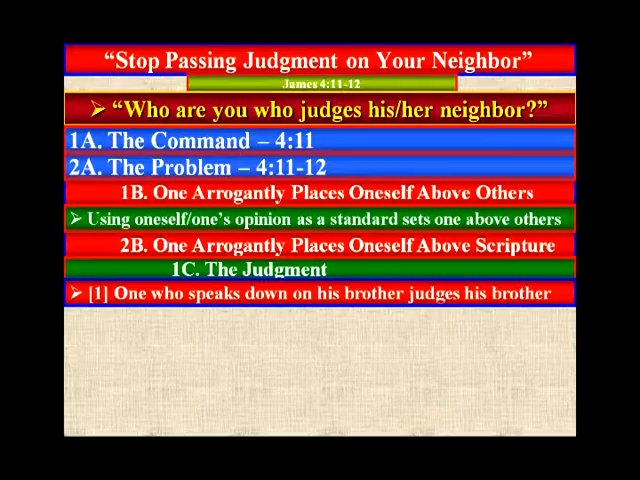 “Stop Passing Judgment on Your Neighbor”
James 4:11-12
➢ “Who are you who judges his/her neighbor?”
1A. The Command – 4:11
2A. The Problem – 4:11-12
1B. One Arrogantly Places Oneself Above Others
➢ Using oneself/one’s opinion as a standard sets one above others
2B. One Arrogantly Places Oneself Above Scripture
1C. The Judgment
➢ [1] One who speaks down on his brother judges his brother